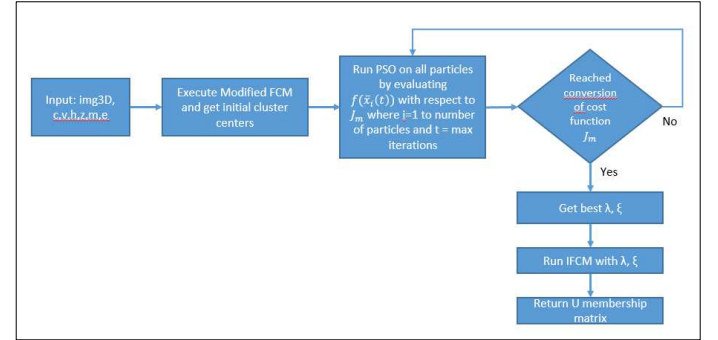 Input: img3D,
c,v,h,z,m,e
Execute Modified FCM
and get initial cluster
centers
Run PSO on all particles
by evaluating
f(x̄ᵢ(t)) with respect to
Jₘ where i=1 to number
of particles and t = max
iterations
Reached
conversion
of cost
function
Jₘ
No
Yes
Get best λ, ξ
Run IFCM with λ, ξ
Return U membership
matrix